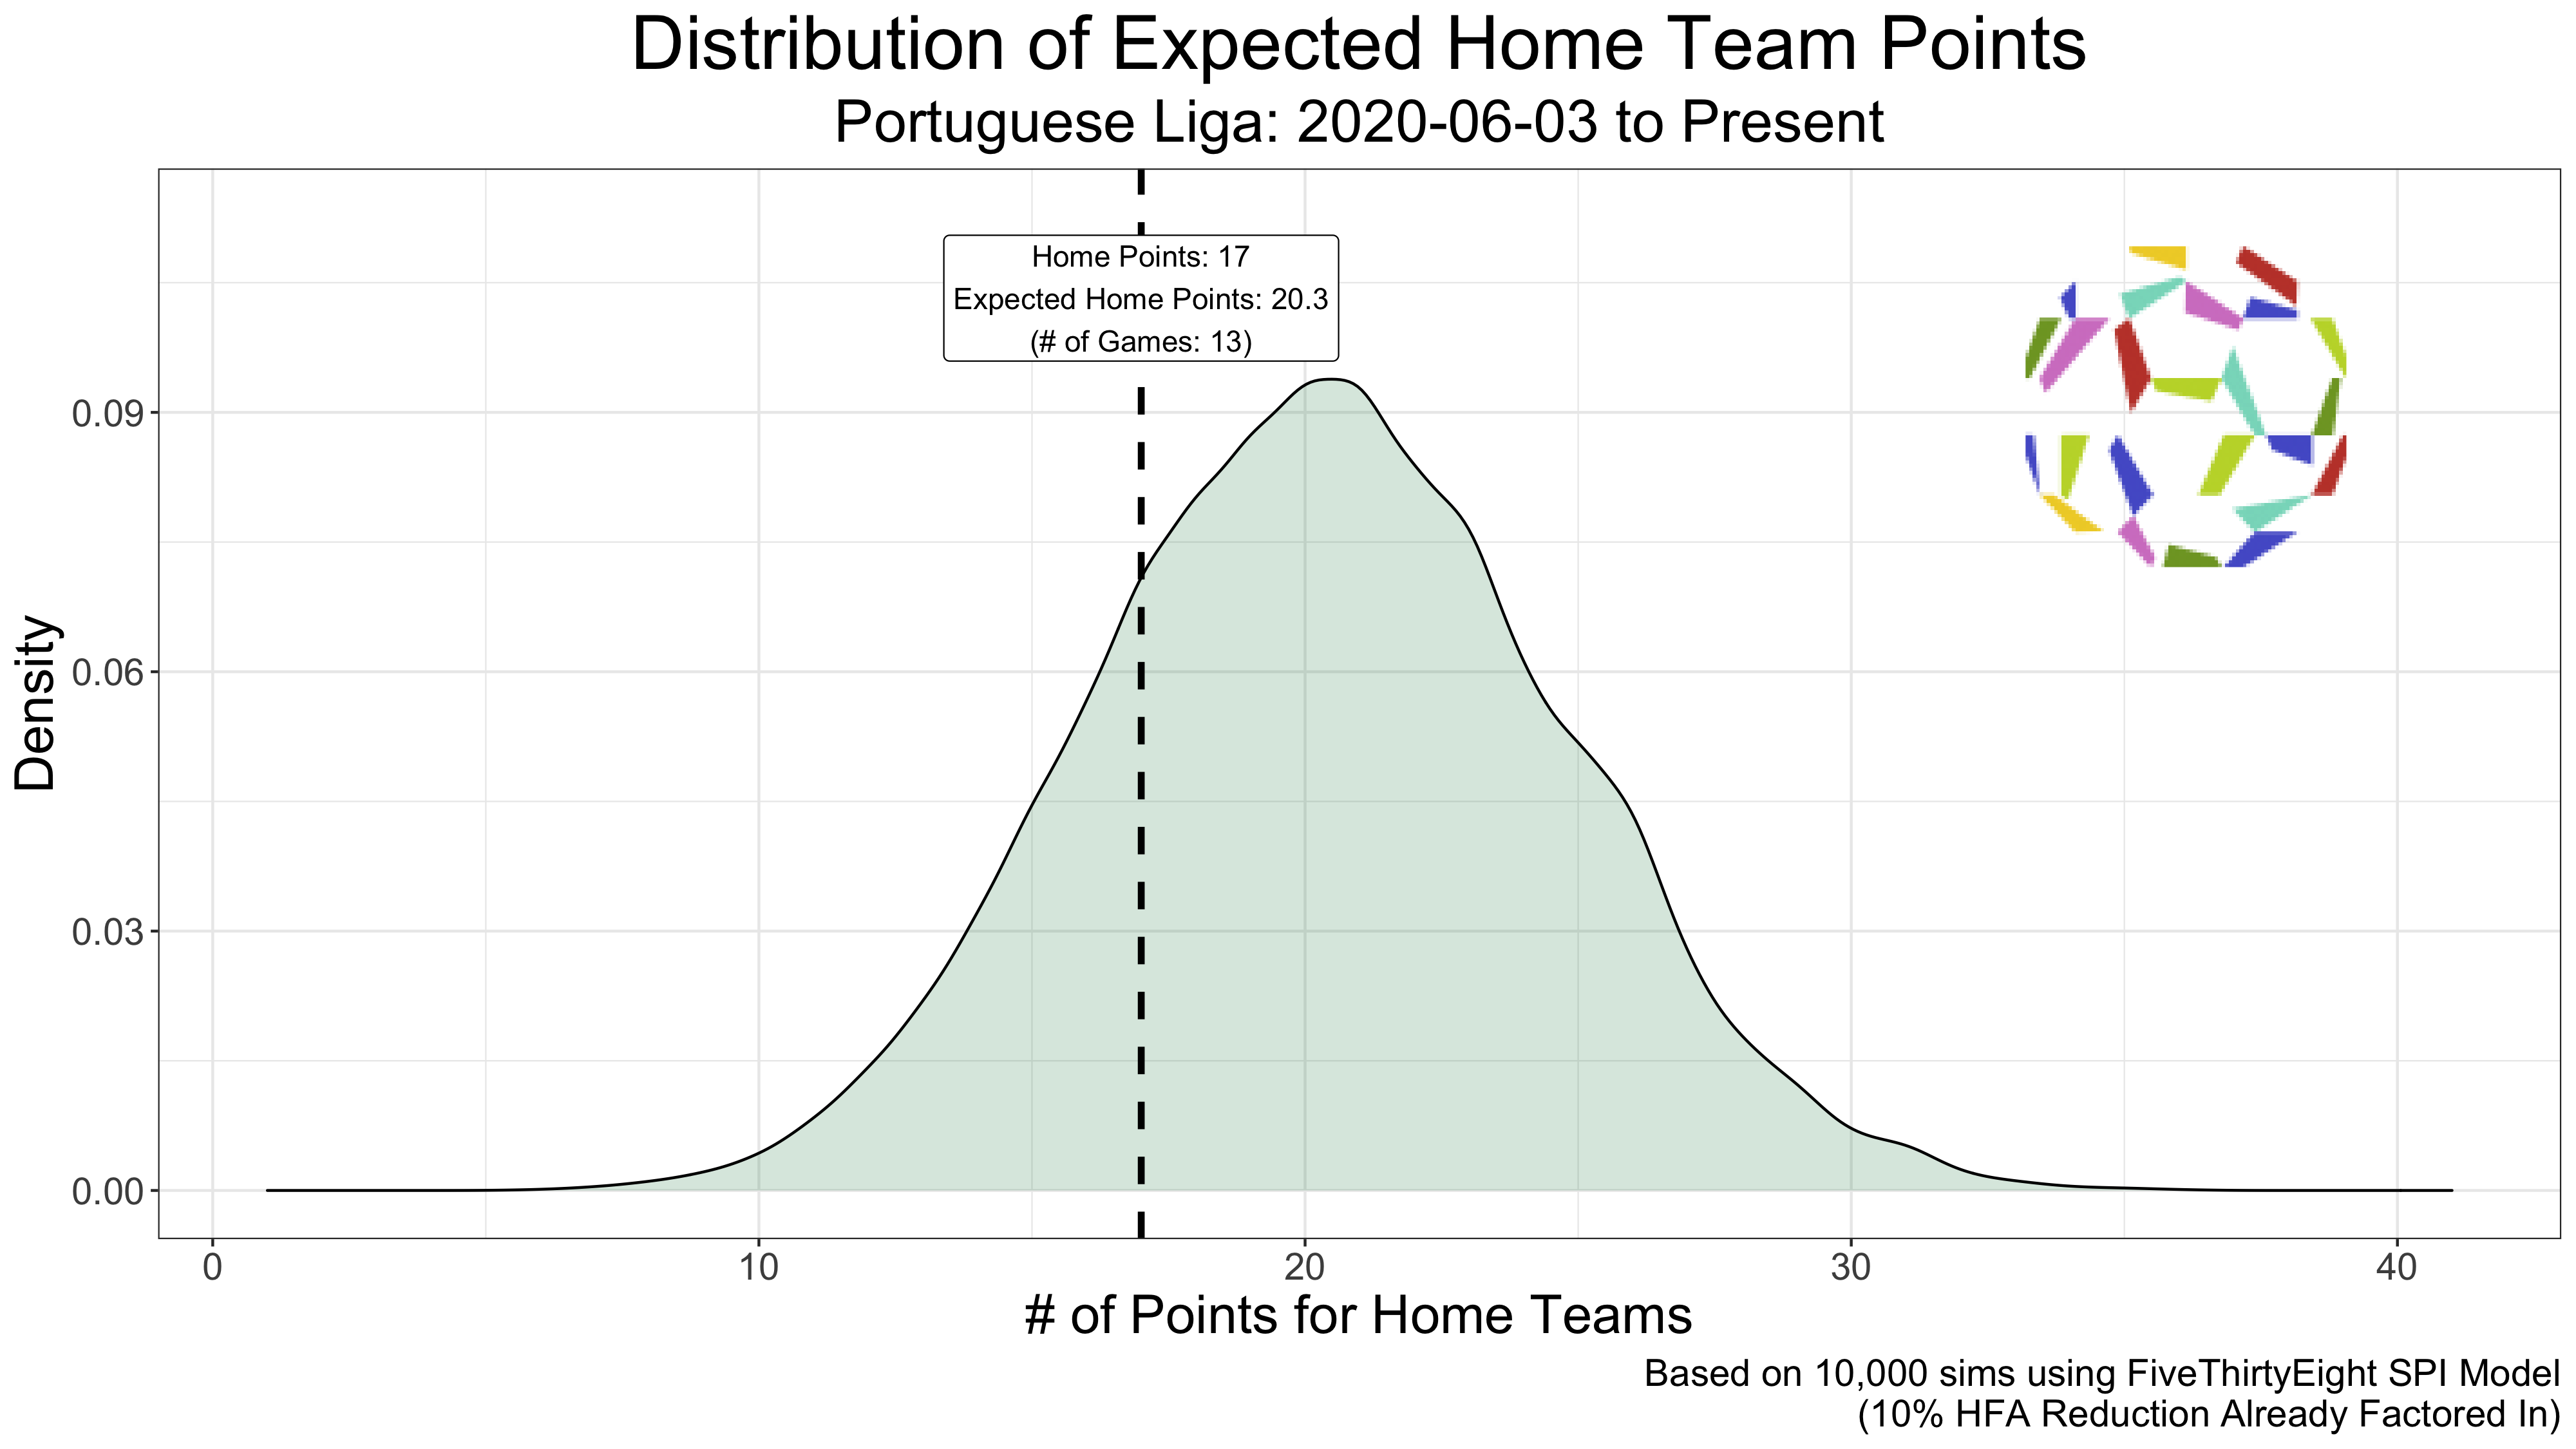 Distribution of Expected Home Team Points
Portuguese Liga: 2020-06-03 to Present
Home Points: 17
Expected Home Points: 20.3
(# of Games: 13)
Density
0.09
0.06
0.03
0.00
0 10 20 30 40
# of Points for Home Teams
Based on 10,000 sims using FiveThirtyEight SPI Model
(10% HFA Reduction Already Factored In)